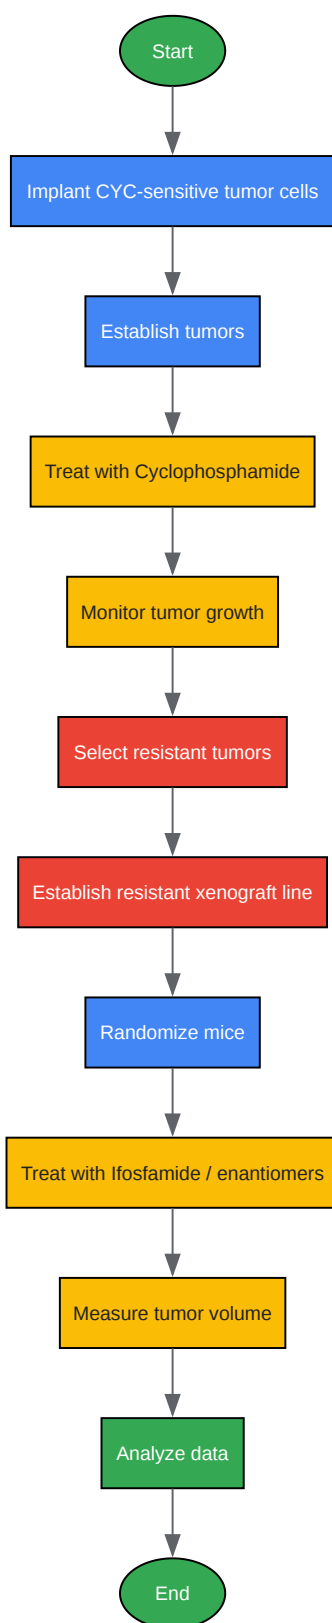 Start
Implant CYC-sensitive tumor cells
Establish tumors
Treat with Cyclophosphamide
Monitor tumor growth
Select resistant tumors
Establish resistant xenograft line
Randomize mice
Treat with Ifosfamide / enantiomers
Measure tumor volume
Analyze data
End